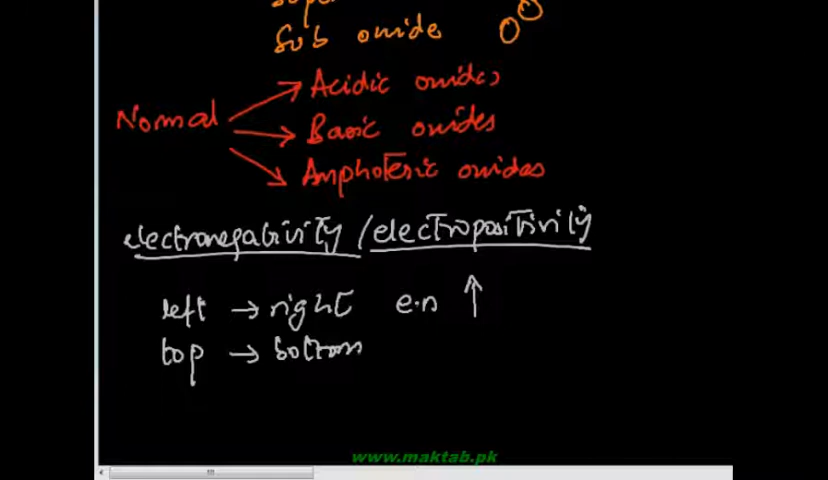 Sub oxide
Acidic oxides
Normal
Basic oxides
Amphoteric oxides
electronegativity / electropositivity
left → right e.n ↑
top → bottom
www.maktab.pk